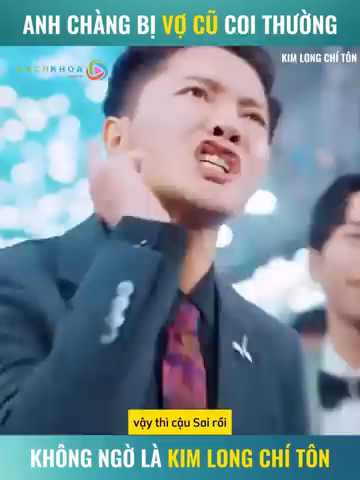 ANH CHÀNG BỊ VỢ CŨ COI THƯỜNG
KIM LONG CHÍ TÔN
vậy thì cậu Sai rồi
KHÔNG NGỜ LÀ KIM LONG CHÍ TÔN